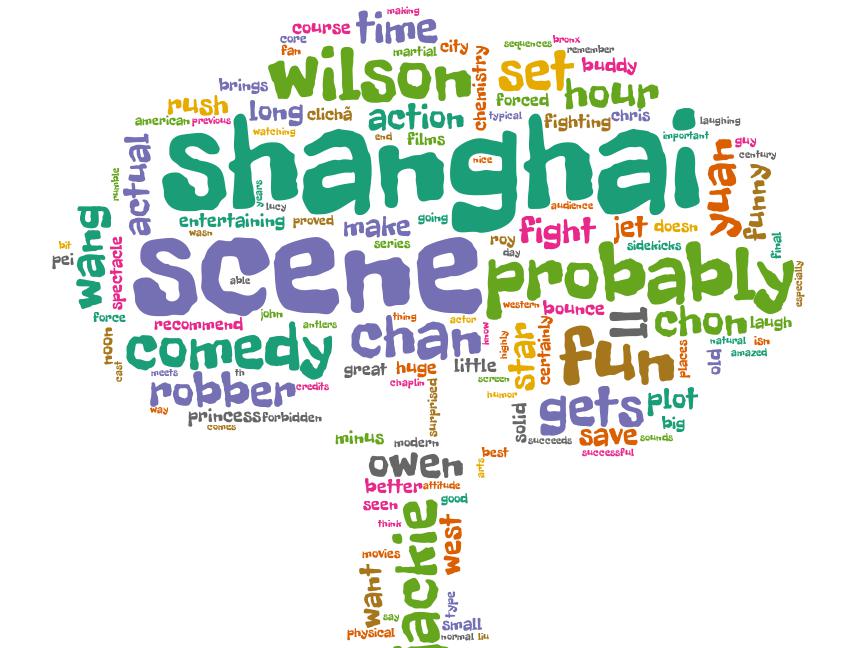 making
course time
core
fan martial city sequences bronx
remember
brings wilson chemistry set buddy
rush long clichã action forced hour
american previous typical fighting chris
watching end films
shanghai
important laughing
actual nice yuan guy
century
rumble years lucy funny
audience
wang entertaining proved make going fight jet doesn
wasn series roy sidekicks final
bit day
pei spectacle scene probably especially
able
western bounce
force john thing actor II chon laugh
recommend antlers chan know star certainly natural isn
noon comedy highly fun places old amazed
cast meets th great huge little
robber credits chaplin screen
way humor gets plot
princess forbidden surprised solid big
comes succeeds save sounds
minus modern successful
owen arts best
better attitude
seen good
think jackie west
movies
want say type
small
physical normal liu